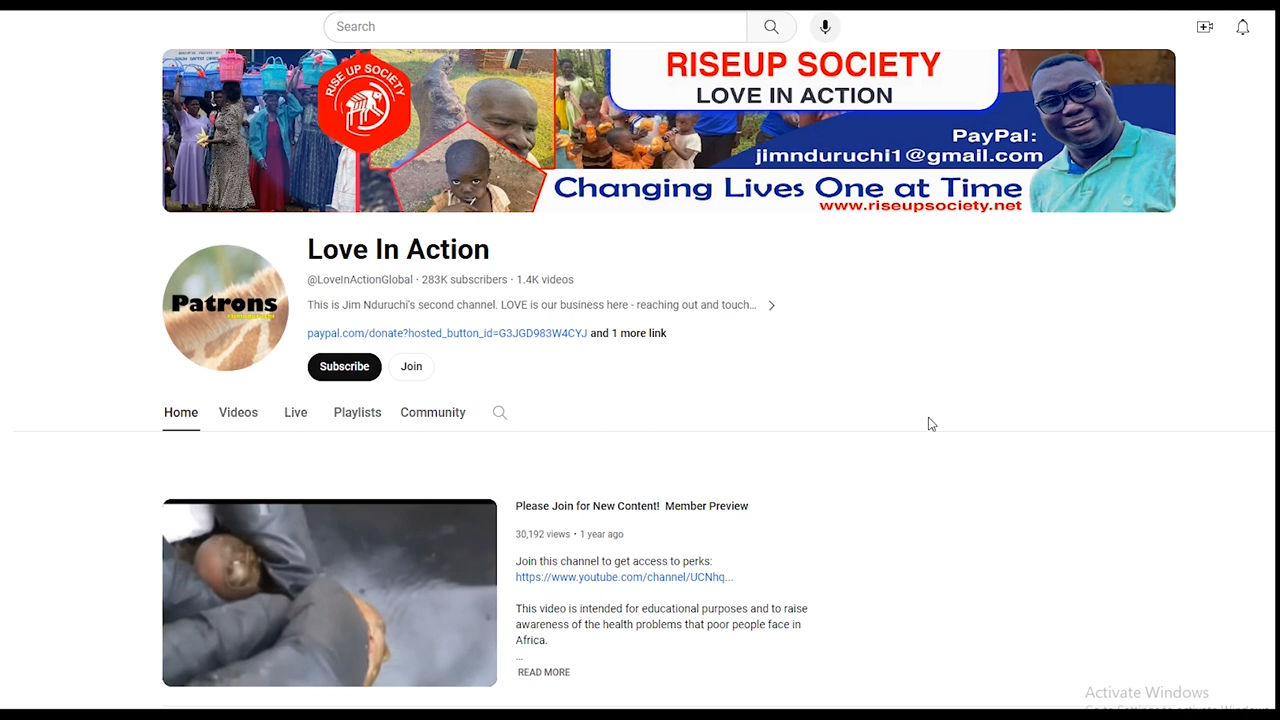 Search
RISE UP SOCIETY
RISEUP SOCIETY
LOVE IN ACTION
PayPal:
jimnduruchi1@gmail.com
Changing Lives One at Time
www.riseupsociety.net
Patrons
Love In Action
@LoveInActionGlobal · 283K subscribers · 1.4K videos
This is Jim Nduruchi's second channel. LOVE is our business here - reaching out and touch...
paypal.com/donate?hosted_button_id=G3JGD983W4CYJ and 1 more link
Subscribe Join
Home Videos Live Playlists Community
Please Join for New Content! Member Preview
30,192 views • 1 year ago
Join this channel to get access to perks:
https://www.youtube.com/channel/UCNhq...
This video is intended for educational purposes and to raise
awareness of the health problems that poor people face in
Africa.
...
READ MORE
Activate Windows